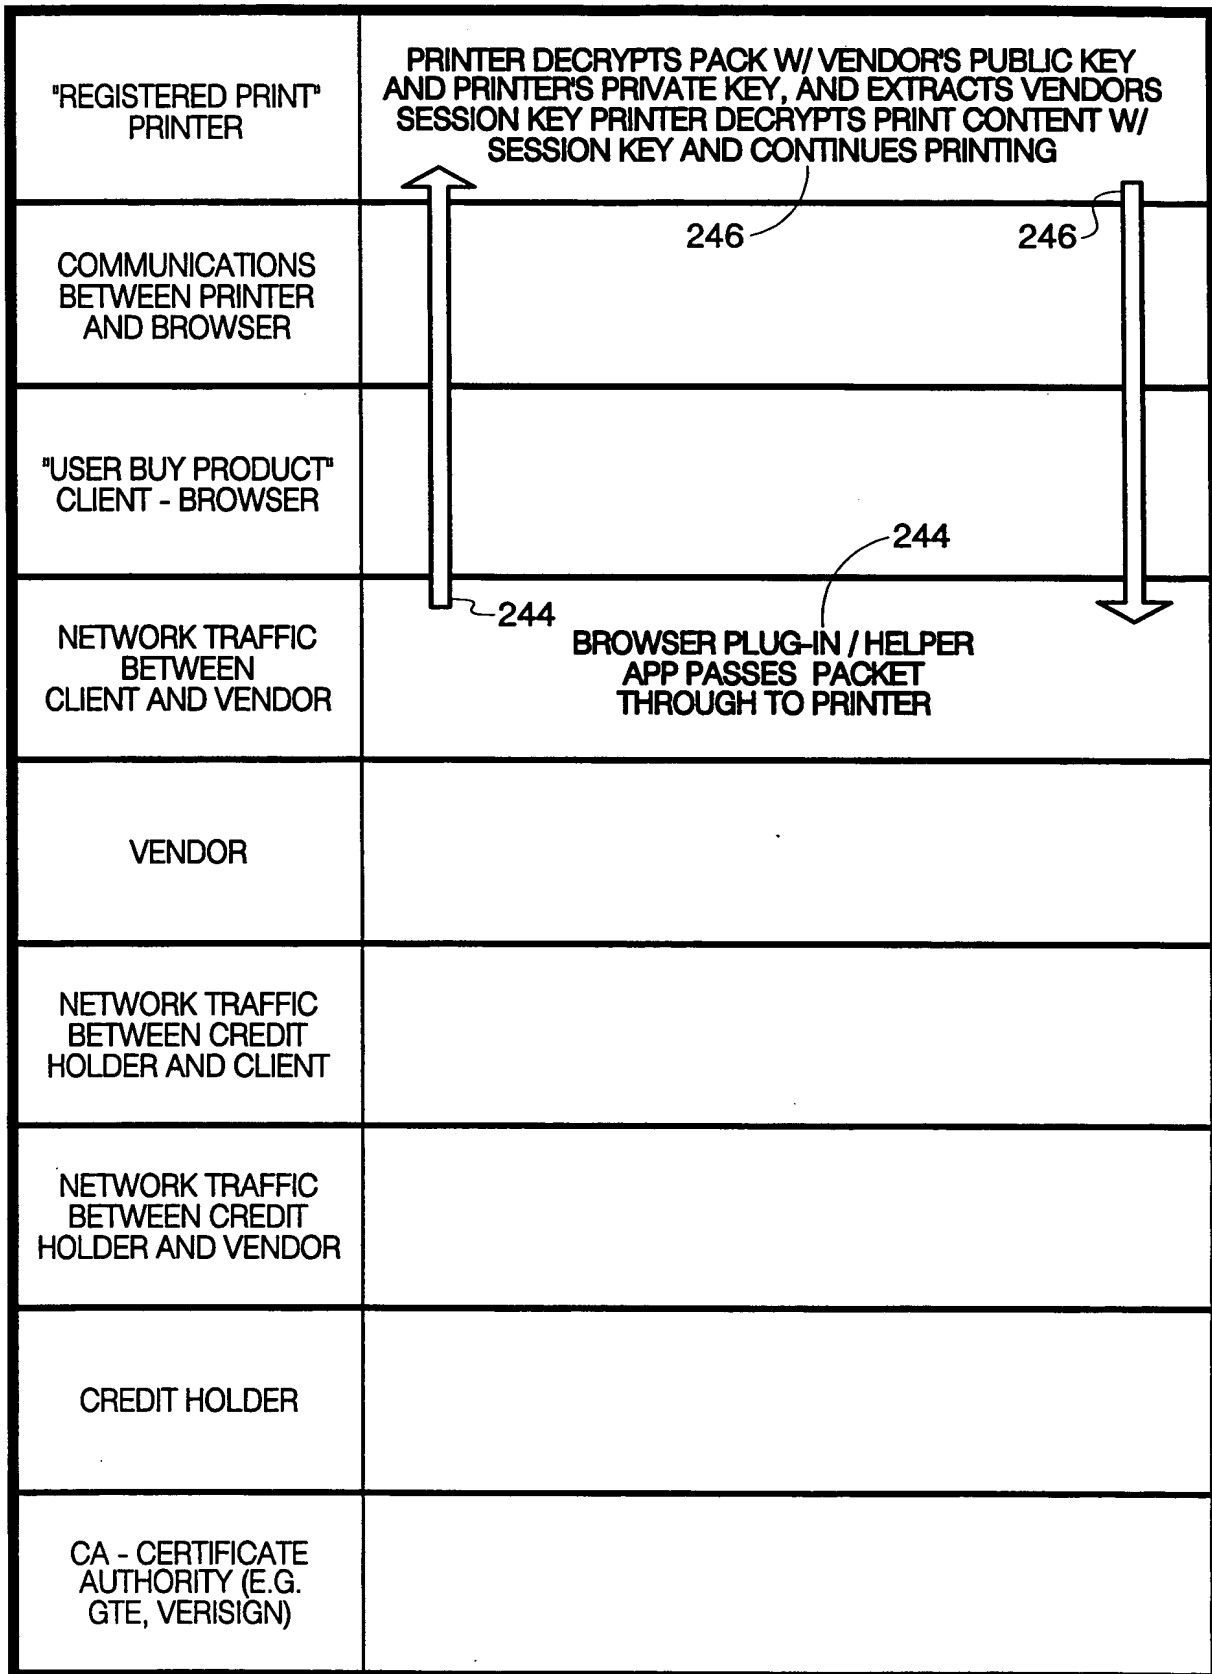 "REGISTERED PRINT"
PRINTER
PRINTER DECRYPTS PACK W/ VENDOR'S PUBLIC KEY
AND PRINTER'S PRIVATE KEY, AND EXTRACTS VENDORS
SESSION KEY PRINTER DECRYPTS PRINT CONTENT W/
SESSION KEY AND CONTINUES PRINTING
246
246
COMMUNICATIONS
BETWEEN PRINTER
AND BROWSER
"USER BUY PRODUCT"
CLIENT - BROWSER
244
244
NETWORK TRAFFIC
BETWEEN
CLIENT AND VENDOR
BROWSER PLUG-IN / HELPER
APP PASSES PACKET
THROUGH TO PRINTER
VENDOR
NETWORK TRAFFIC
BETWEEN CREDIT
HOLDER AND CLIENT
NETWORK TRAFFIC
BETWEEN CREDIT
HOLDER AND VENDOR
CREDIT HOLDER
CA - CERTIFICATE
AUTHORITY (E.G.
GTE, VERISIGN)